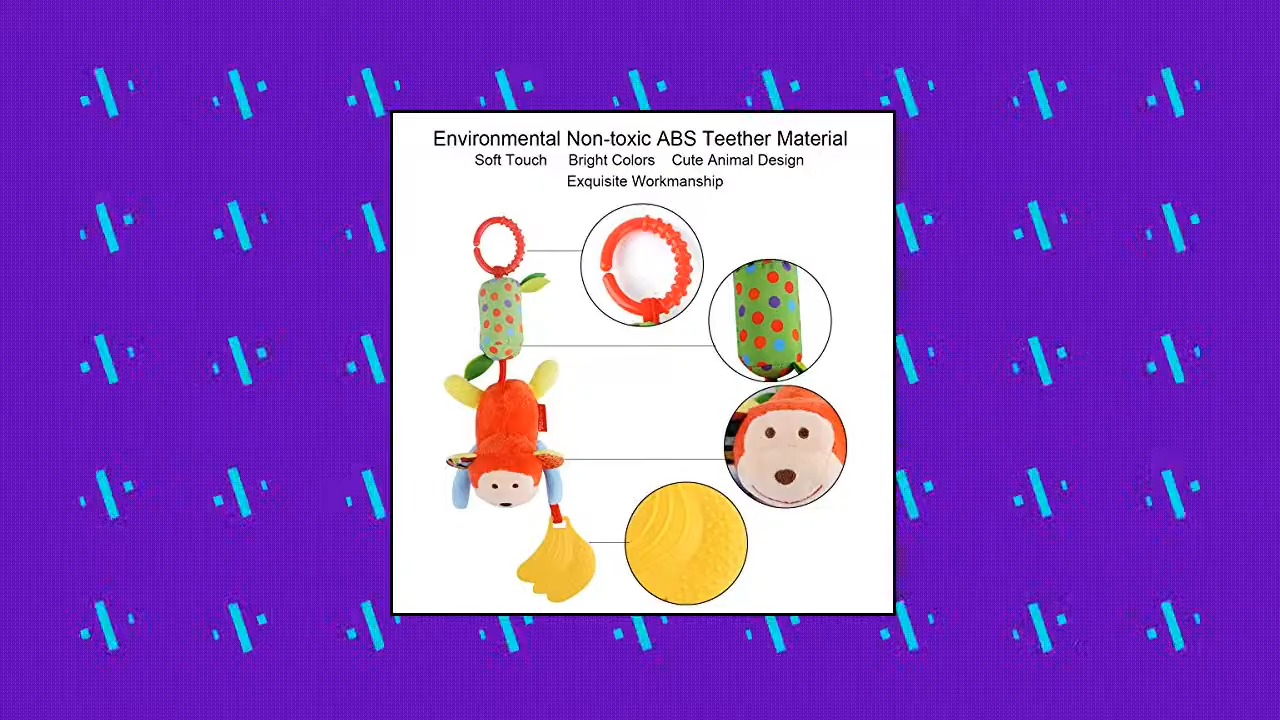 Environmental Non-toxic ABS Teether Material
Soft Touch Bright Colors Cute Animal Design
Exquisite Workmanship